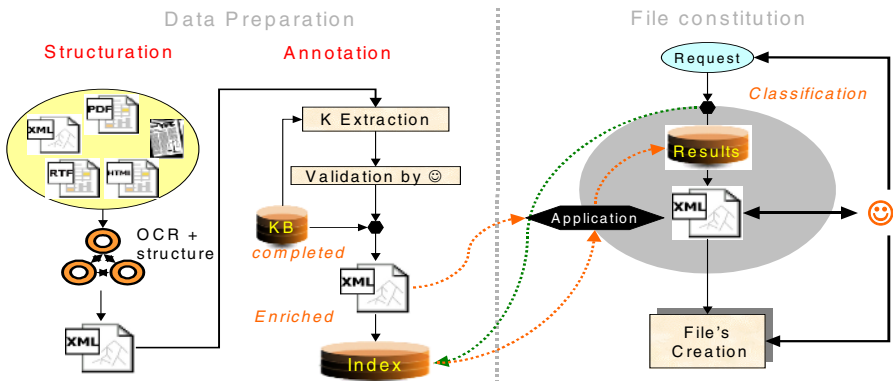 Data Preparation
File constitution
Structuration
Annotation
Request
PDF
XML
RTF
HTML
K Extraction
Classification
Validation by ☺
Results
KB
completed
Application
XML
OCR +
structure
XML
Enriched
XML
Index
File's
Creation